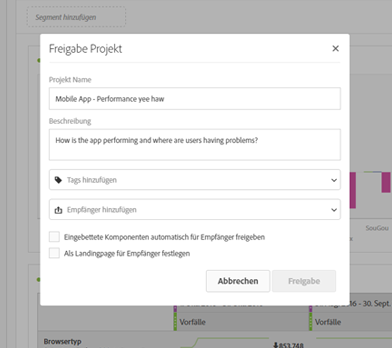 Segment hinzufügen
Freigabe Projekt
Projekt Name
Mobile App - Performance yee haw
Beschreibung
How is the app performing and where are users having problems?
Tags hinzufügen
Empfänger hinzufügen
Eingebettete Komponenten automatisch für Empfänger freigeben
Als Landingpage für Empfänger festlegen
Abbrechen
Freigabe
SouGou
30. Sept.
Vorfälle
Vorfälle
Browsertyp
853.748